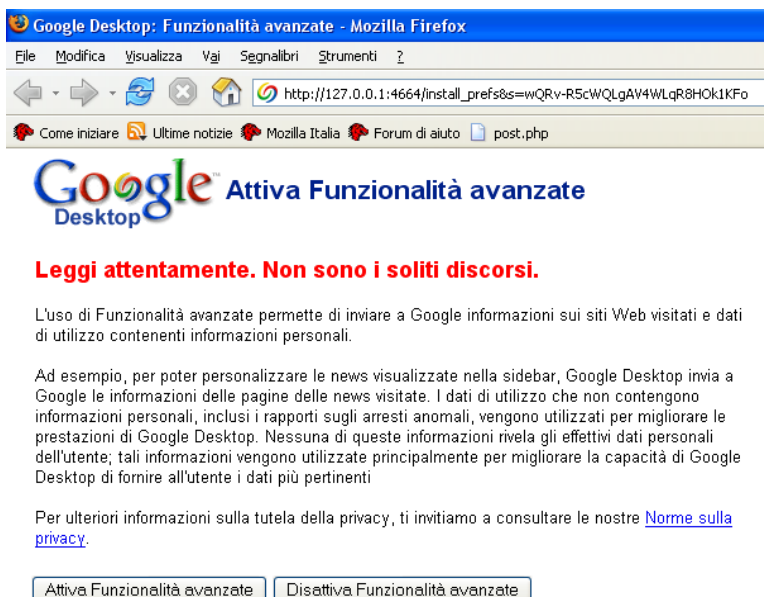 Google Desktop: Funzionalità avanzate - Mozilla Firefox
File Modifica Visualizza Vai Segnalibri Strumenti ?
http://127.0.0.1:4664/install_prefs&s=wQRv-R5cWQLgAV4WLqR8HOk1KFo
Come iniziare Ultime notizie Mozilla Italia Forum di aiuto post.php
Google™ Desktop Attiva Funzionalità avanzate
Leggi attentamente. Non sono i soliti discorsi.
L'uso di Funzionalità avanzate permette di inviare a Google informazioni sui siti Web visitati e dati
di utilizzo contenenti informazioni personali.
Ad esempio, per poter personalizzare le news visualizzate nella sidebar, Google Desktop invia a
Google le informazioni delle pagine delle news visitate. I dati di utilizzo che non contengono
informazioni personali, inclusi i rapporti sugli arresti anomali, vengono utilizzati per migliorare le
prestazioni di Google Desktop. Nessuna di queste informazioni rivela gli effettivi dati personali
dell'utente; tali informazioni vengono utilizzate principalmente per migliorare la capacità di Google
Desktop di fornire all'utente i dati più pertinenti
Per ulteriori informazioni sulla tutela della privacy, ti invitiamo a consultare le nostre Norme sulla
privacy.
Attiva Funzionalità avanzate Disattiva Funzionalità avanzate